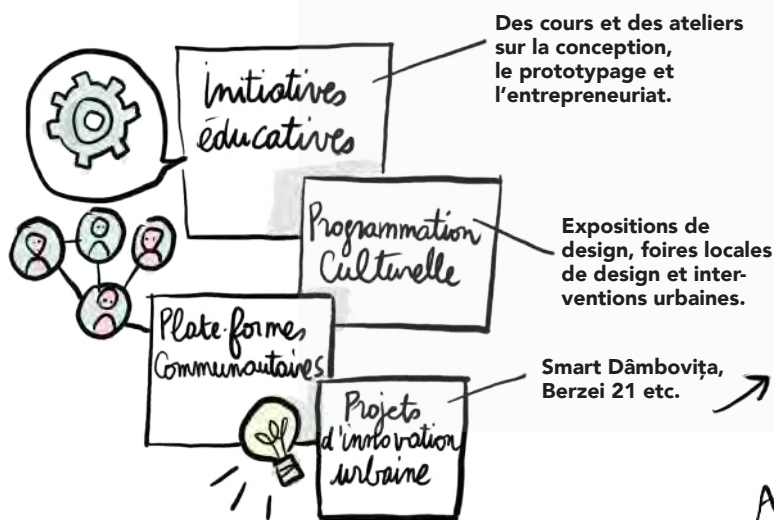 Des cours et des ateliers
sur la conception,
le prototypage et
l'entrepreneuriat.
Initiatives
éducatives
Programmation
Culturelle
Expositions de
design, foires locales
de design et inter-
ventions urbaines.
Plate-formes
Communautaires
Smart Dâmbovița,
Berzei 21 etc.
Projets
d'innovation
urbaine
A